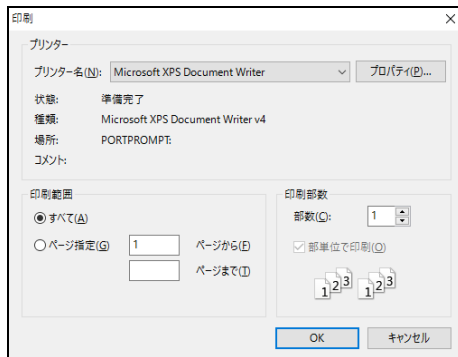 印刷
プリンター
プリンター名(N): Microsoft XPS Document Writer プロパティ(P)...
状態: 準備完了
種類: Microsoft XPS Document Writer v4
場所: PORTPROMPT:
コメント:
印刷範囲
すべて(A)
ページ指定(G) 1 ページから(F)
ページまで(T)
印刷部数
部数(C): 1
部単位で印刷(O)
1 2 3 1 2 3
OK キャンセル